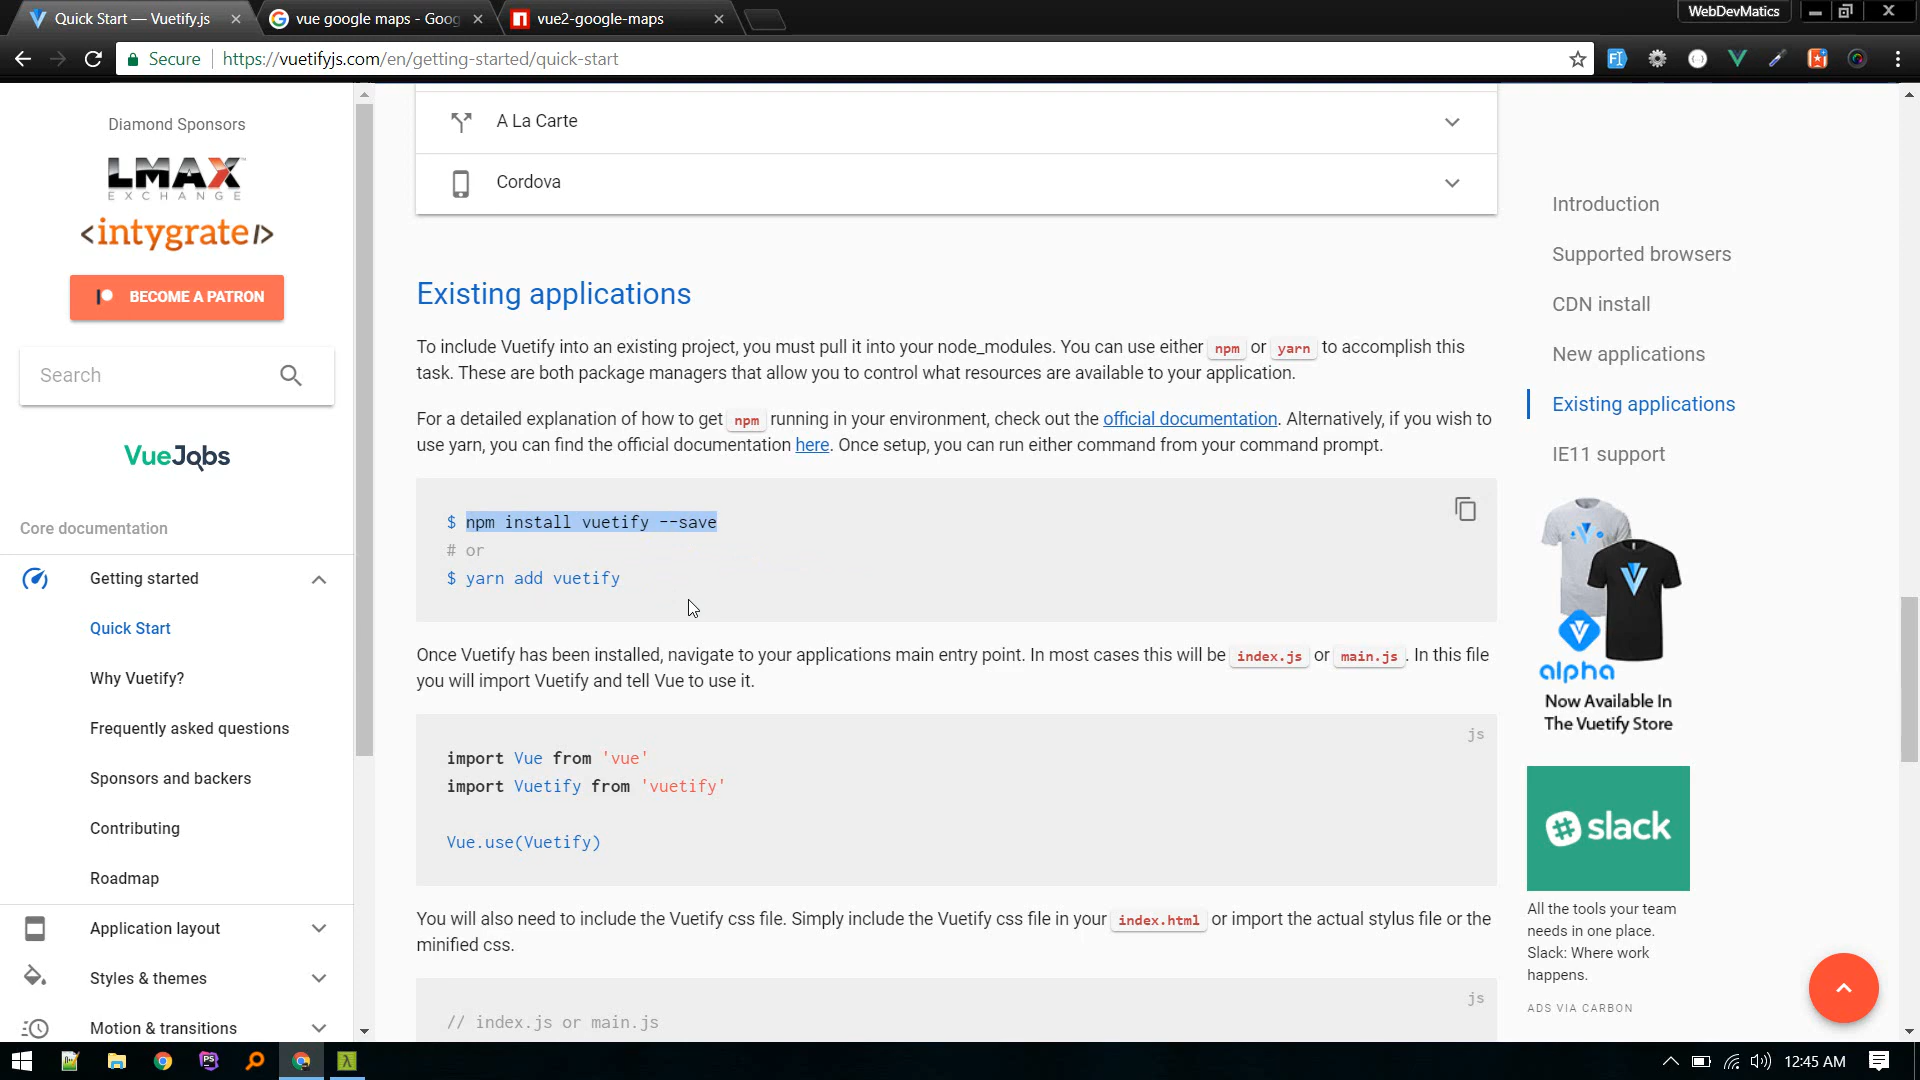 Quick Start — Vuetify.js
vue google maps - Goog
vue2-google-maps
WebDevMatics
Secure
https://vuetifyjs.com/en/getting-started/quick-start
Diamond Sponsors
LMAX
EXCHANGE
<intygrate/>
BECOME A PATRON
Search
VueJobs
Core documentation
Getting started
Quick Start
Why Vuetify?
Frequently asked questions
Sponsors and backers
Contributing
Roadmap
Application layout
Styles & themes
Motion & transitions
A La Carte
Cordova
Existing applications
To include Vuetify into an existing project, you must pull it into your node_modules. You can use either npm or yarn to accomplish this
task. These are both package managers that allow you to control what resources are available to your application.
For a detailed explanation of how to get npm running in your environment, check out the official documentation. Alternatively, if you wish to
use yarn, you can find the official documentation here. Once setup, you can run either command from your command prompt.
$ npm install vuetify --save
# or
$ yarn add vuetify
Once Vuetify has been installed, navigate to your applications main entry point. In most cases this will be index.js or main.js. In this file
you will import Vuetify and tell Vue to use it.
js
import Vue from 'vue'
import Vuetify from 'vuetify'
Vue.use(Vuetify)
You will also need to include the Vuetify css file. Simply include the Vuetify css file in your index.html or import the actual stylus file or the
minified css.
js
// index.js or main.js
Introduction
Supported browsers
CDN install
New applications
Existing applications
IE11 support
alpha
Now Available In
The Vuetify Store
slack
All the tools your team
needs in one place.
Slack: Where work
happens.
ADS VIA CARBON
12:45 AM